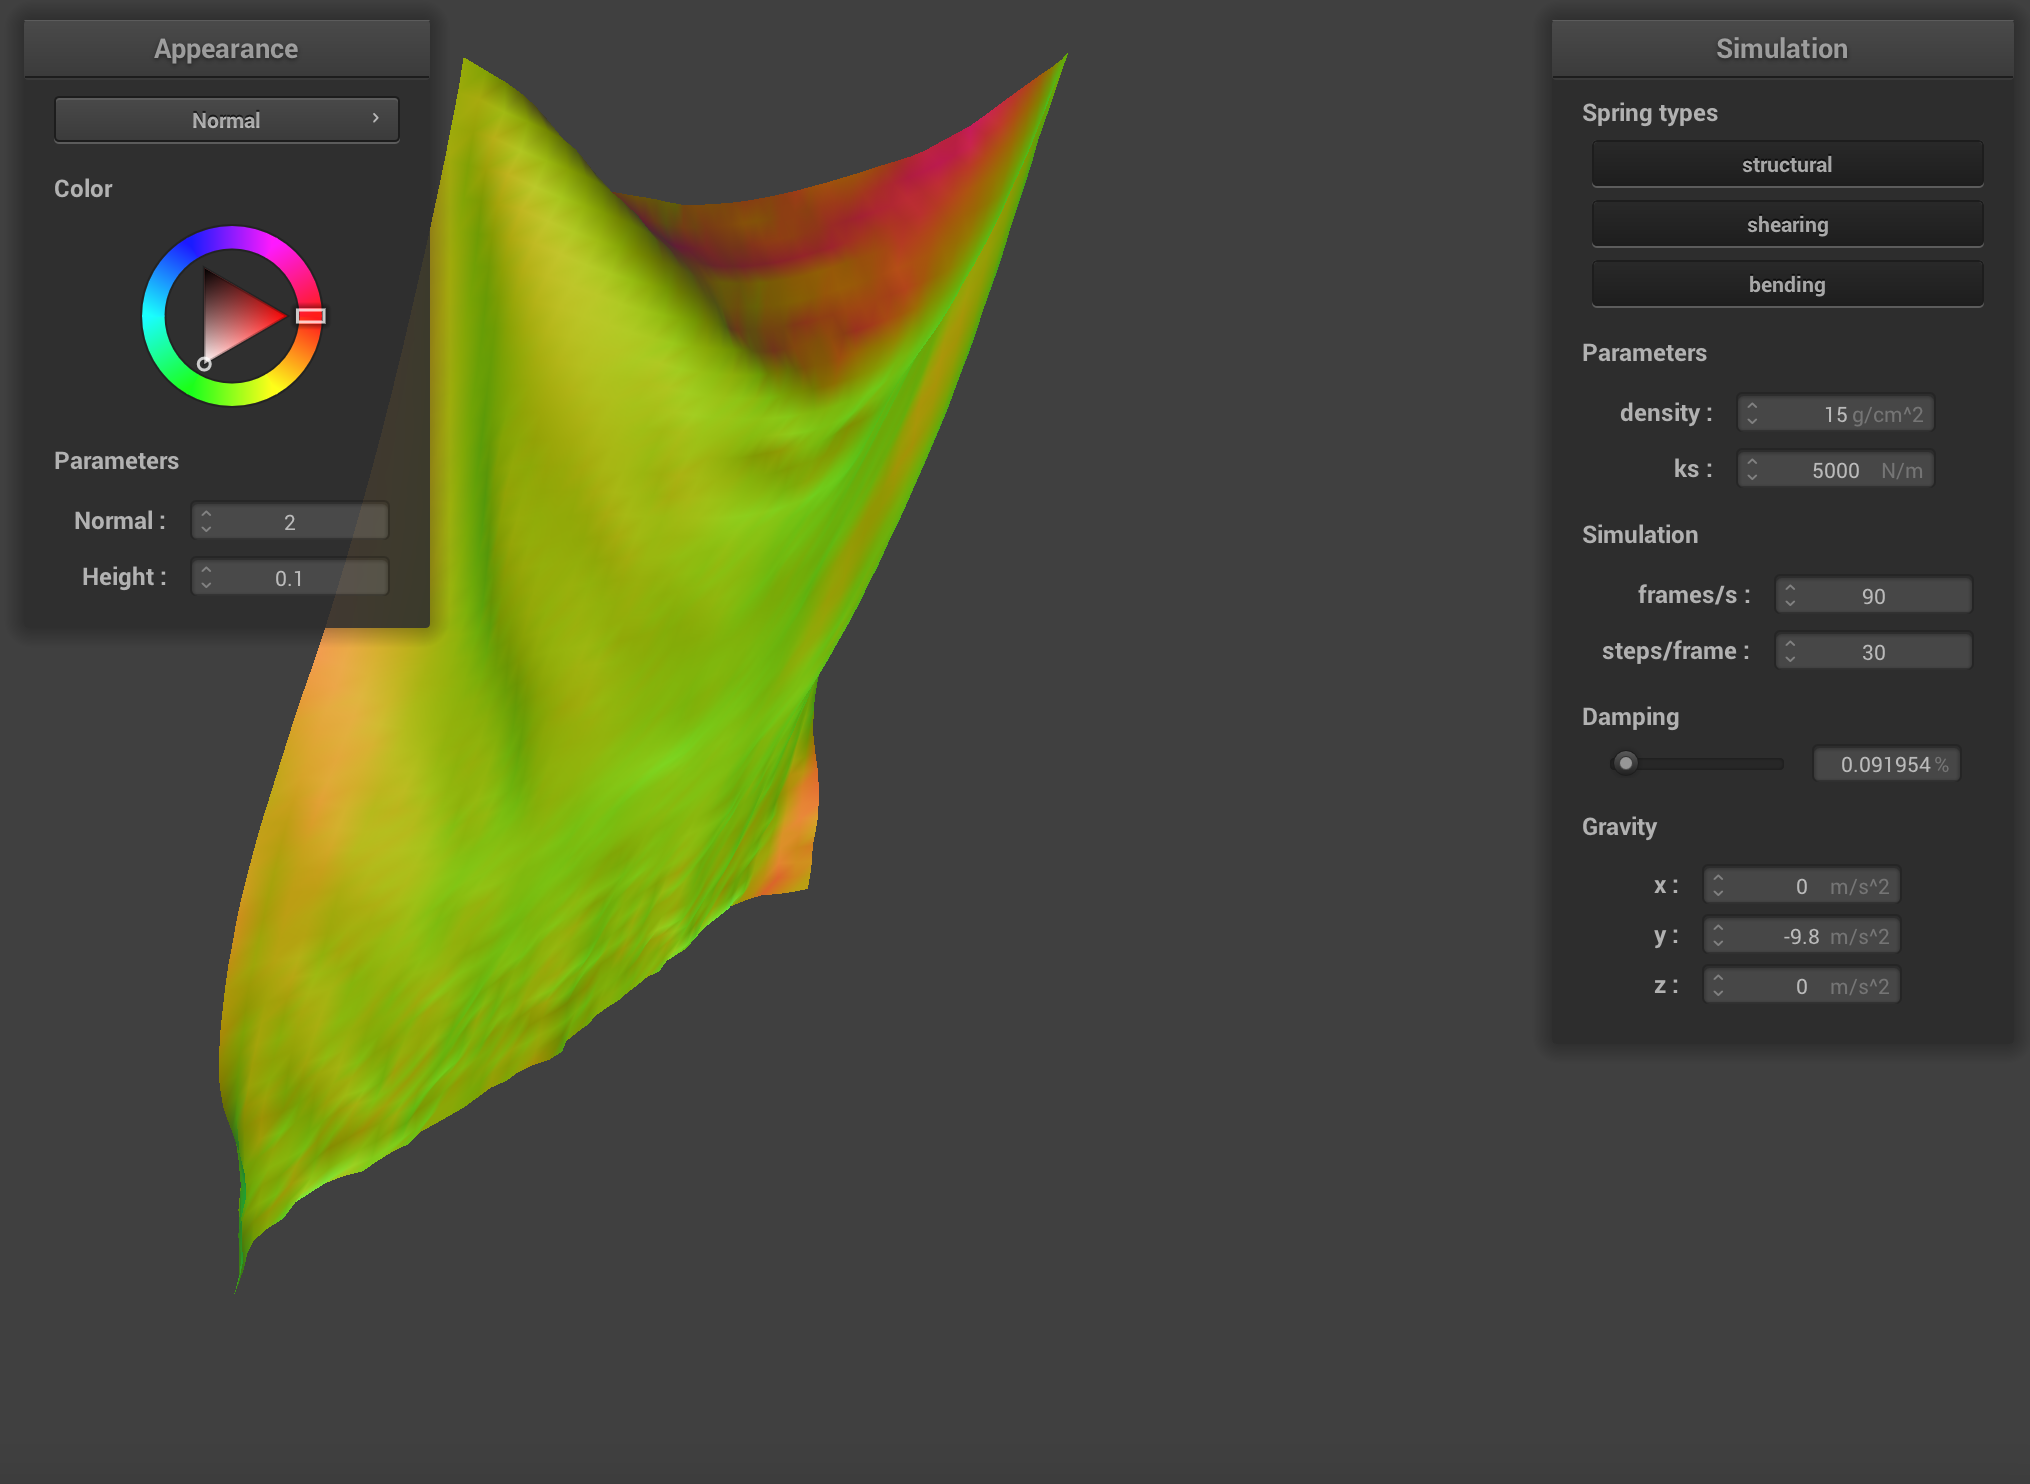 Appearance
Normal
Color
Parameters
Normal : 2
Height : 0.1
Simulation
Spring types
structural
shearing
bending
Parameters
density : 15 g/cm^2
ks : 5000 N/m
Simulation
frames/s : 90
steps/frame : 30
Damping
0.091954 %
Gravity
x : 0 m/s^2
y : -9.8 m/s^2
z : 0 m/s^2